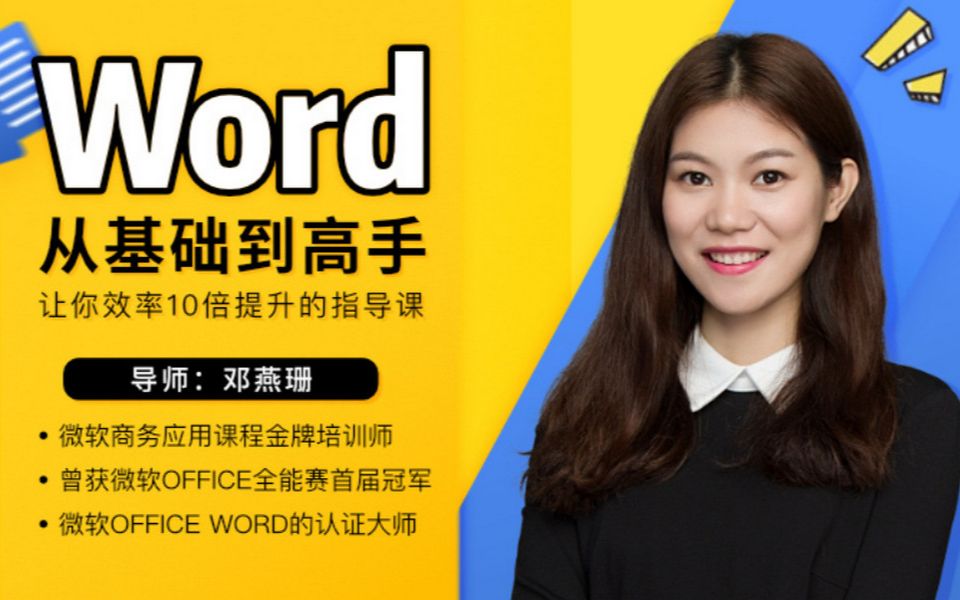 Word
从基础到高手
让你效率10倍提升的指导课
导师：邓燕珊
• 微软商务应用课程金牌培训师
• 曾获微软OFFICE全能赛首届冠军
• 微软OFFICE WORD的认证大师